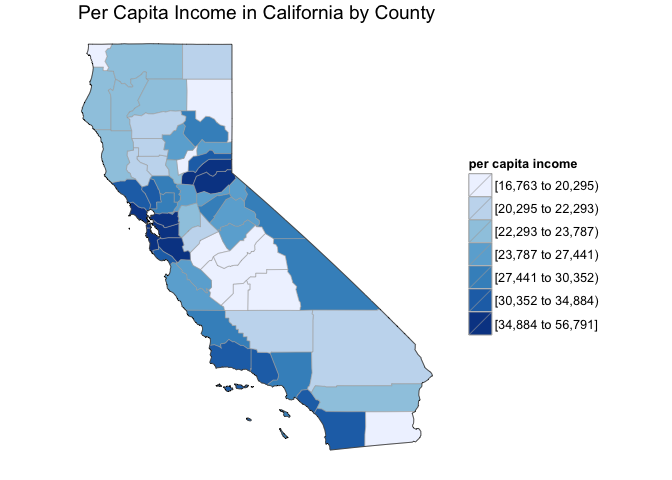 Per Capita Income in California by County
per capita income
[16,763 to 20,295)
[20,295 to 22,293)
[22,293 to 23,787)
[23,787 to 27,441)
[27,441 to 30,352)
[30,352 to 34,884)
[34,884 to 56,791]